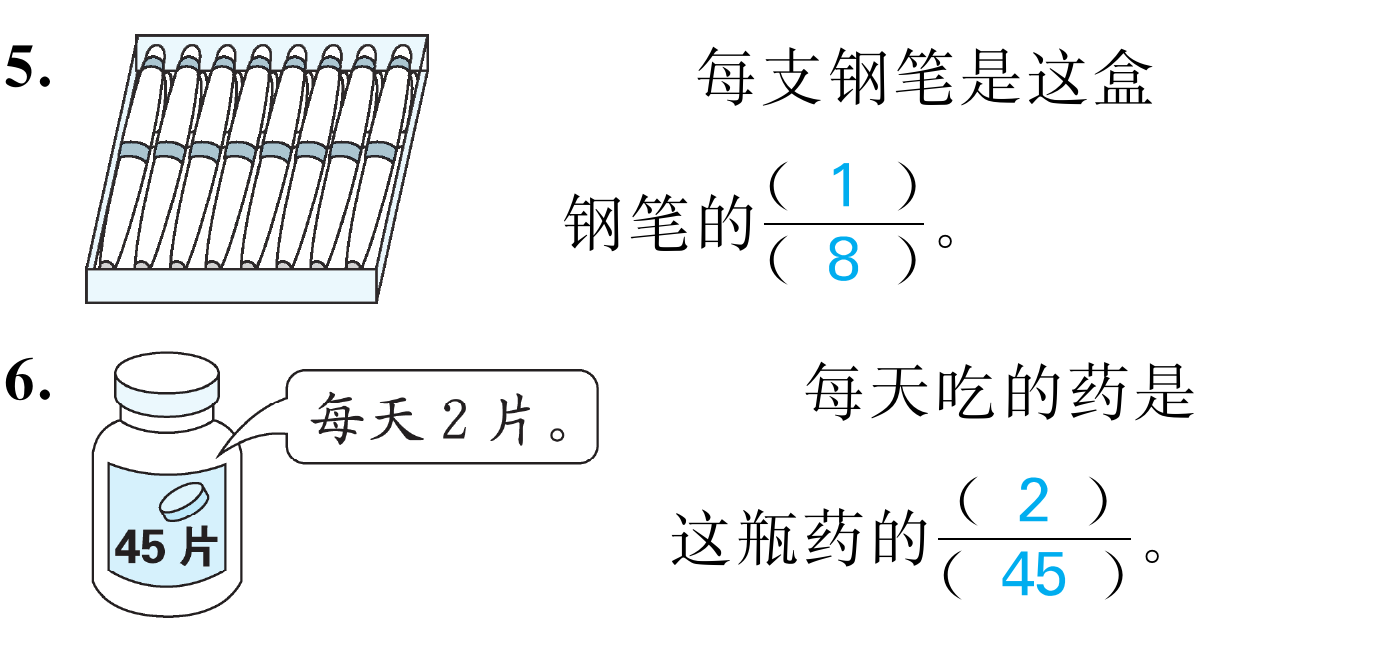 5.
每支钢笔是这盒
钢笔的(1)/(8)。
6.
每天2片。
45片
每天吃的药是
这瓶药的(2)/(45)。